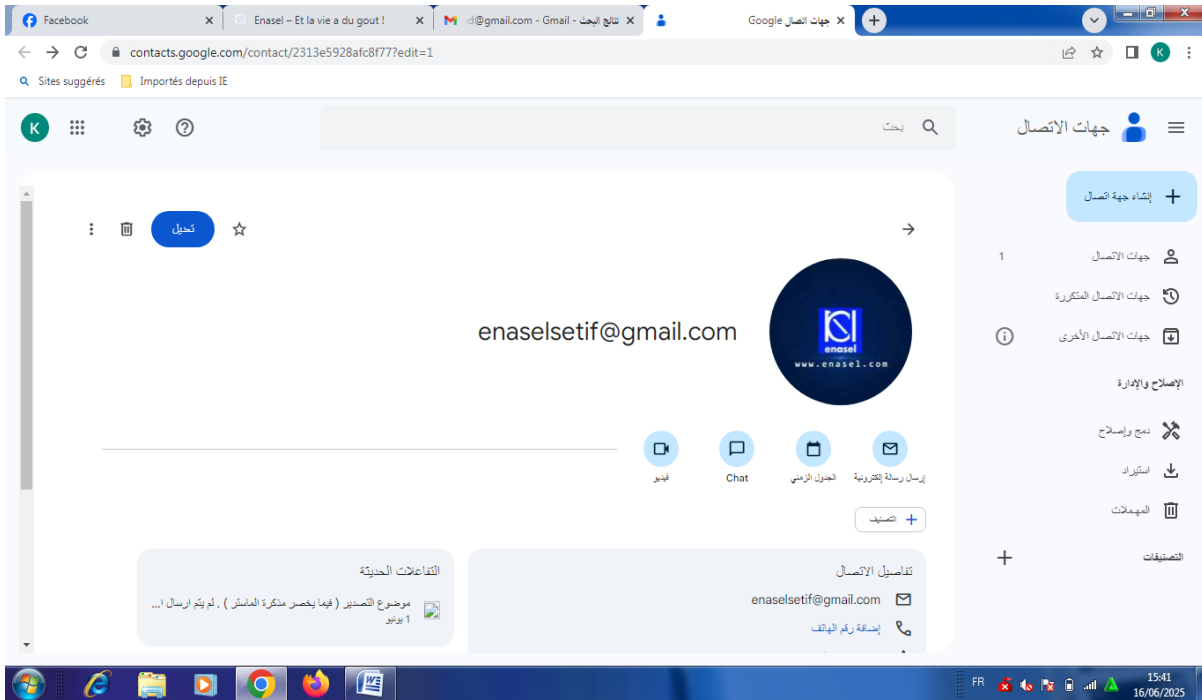 Facebook
Enasel – Et la vie a du gout !
نتائج البحث - d@gmail.com - Gmail
جهات اتصال Google
contacts.google.com/contact/2313e5928afc8f77?edit=1
K
Sites suggérés
Importés depuis IE
جهات الاتصال
بحث
K
إنشاء جهة اتصال
جهات الاتصال 1
جهات الاتصال المتكررة
جهات الاتصال الأخرى
الإصلاح والإدارة
دمج وإصلاح
استيراد
المهملات
التصنيفات
تعديل
enaselsetif@gmail.com
enasel
www.enasel.com
إرسال رسالة إلكترونية
الجدول الزمني
Chat
فيديو
التصنيف
تفاصيل الاتصال
enaselsetif@gmail.com
إضافة رقم الهاتف
التفاعلات الحديثة
موضوع التصدير ( فيما يخصر مذكرة الماستر ) . لم يتم ارسال ا...
1 يونيو
FR
15:41
16/06/2025